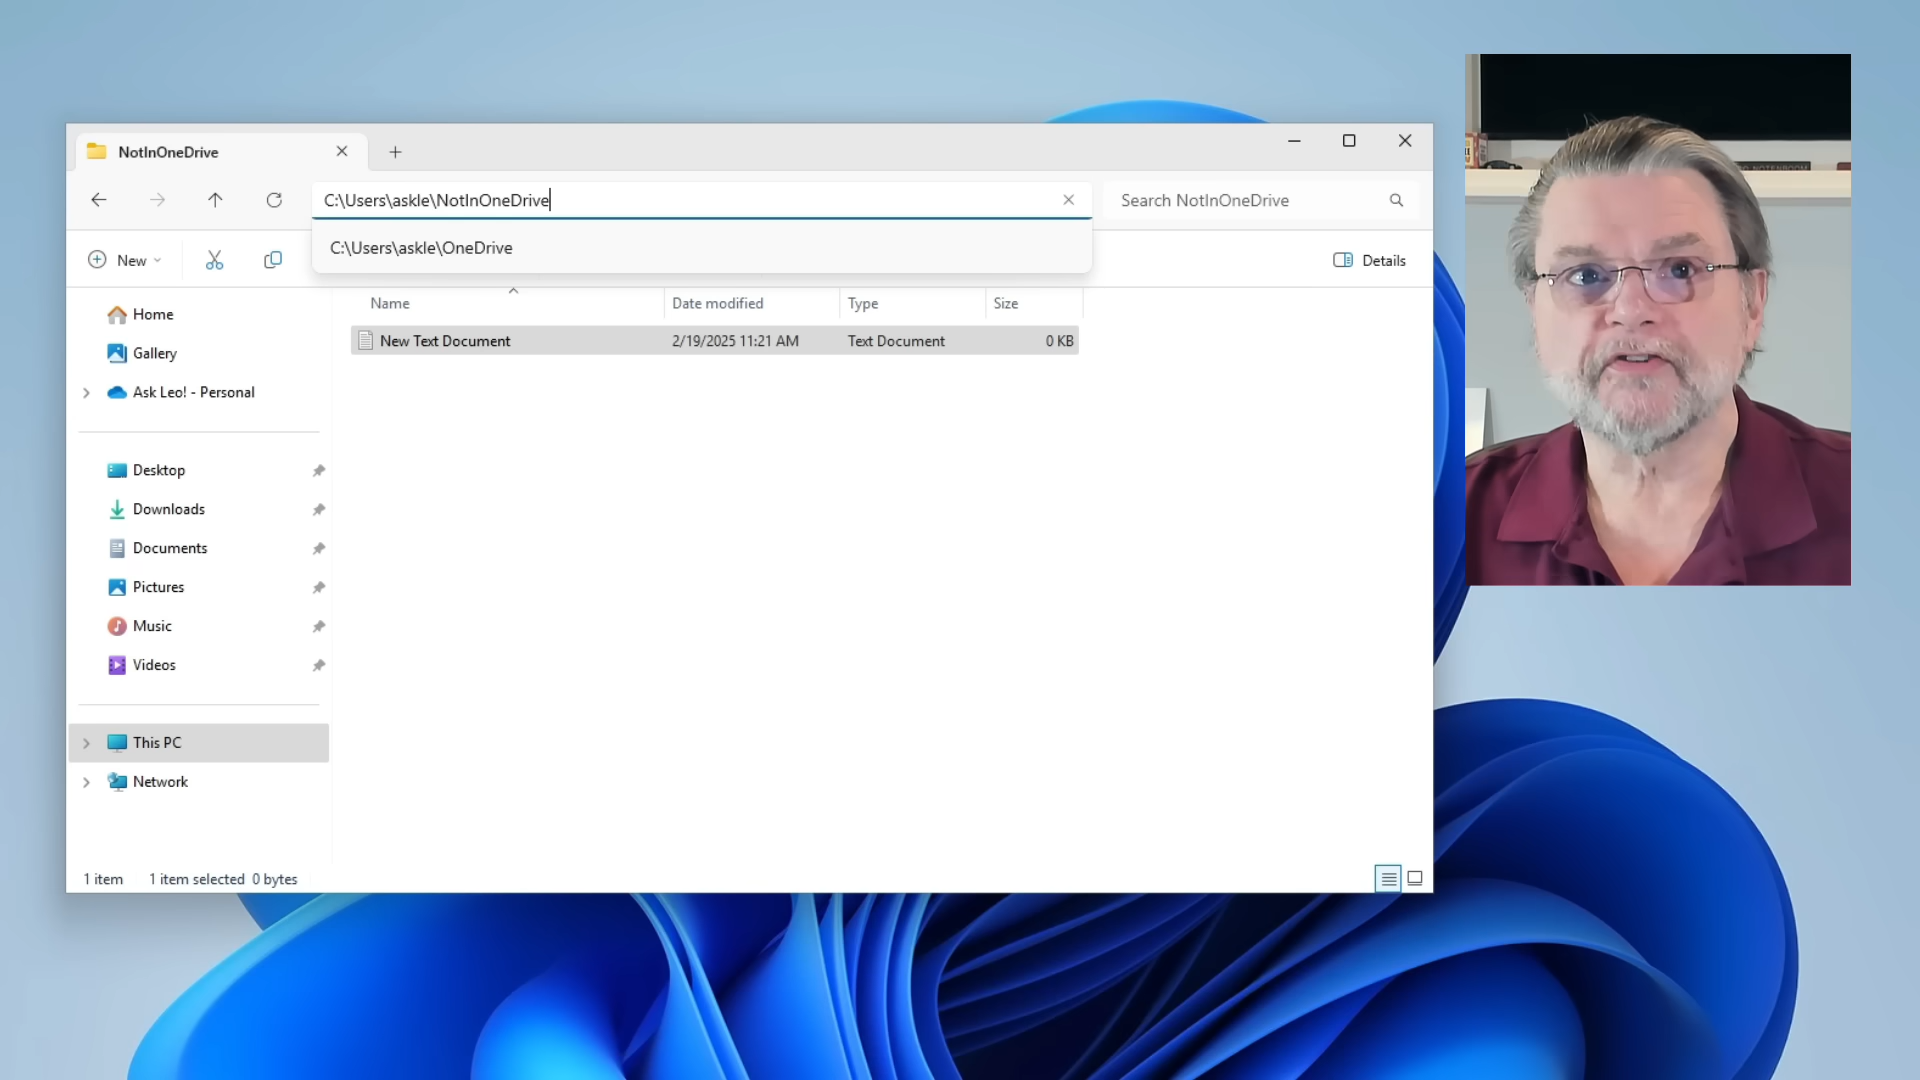 NotInOneDrive
C:\Users\askle\NotInOneDrive
Search NotInOneDrive
C:\Users\askle\OneDrive
New
Details
Name
Date modified
Type
Size
New Text Document
2/19/2025 11:21 AM
Text Document
0 KB
Home
Gallery
Ask Leo! - Personal
Desktop
Downloads
Documents
Pictures
Music
Videos
This PC
Network
1 item
1 item selected 0 bytes